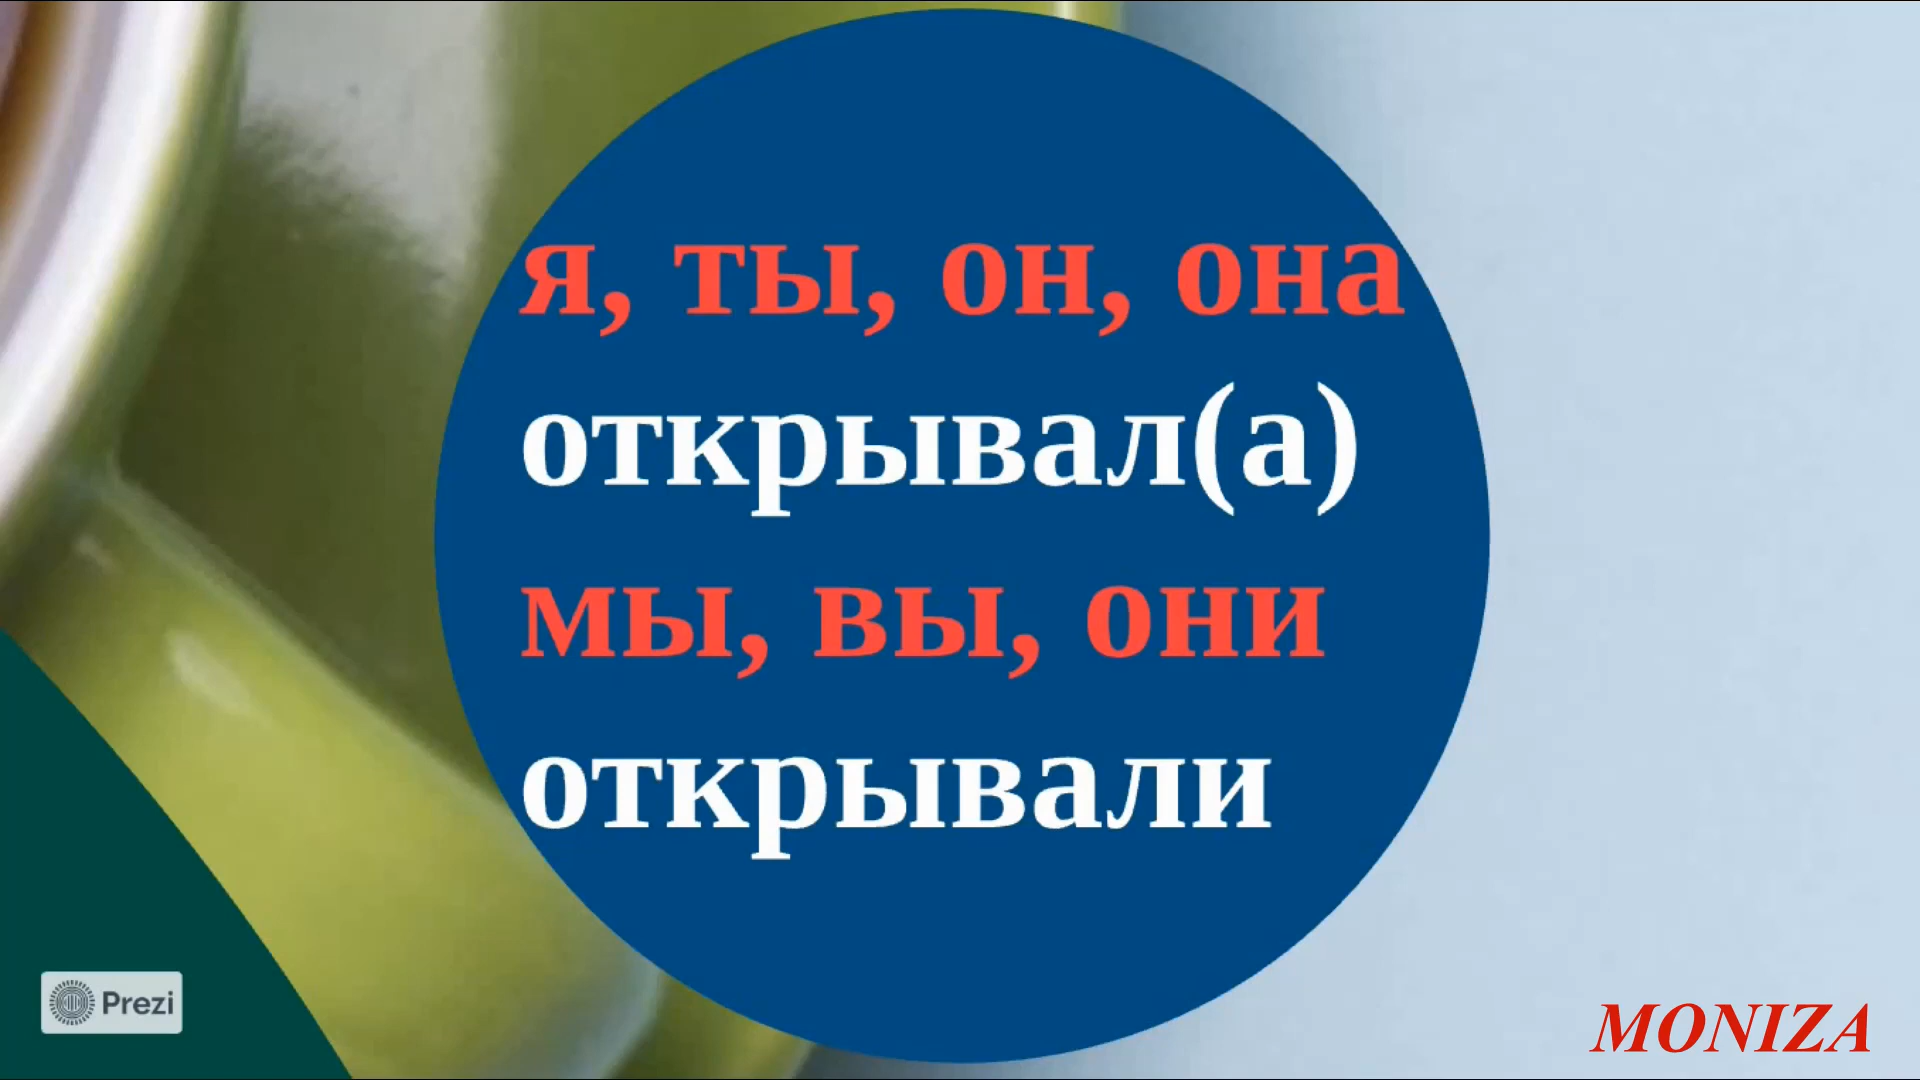 я, ты, он, она
открывал(а)
мы, вы, они
открывали
Prezi
MONIZA